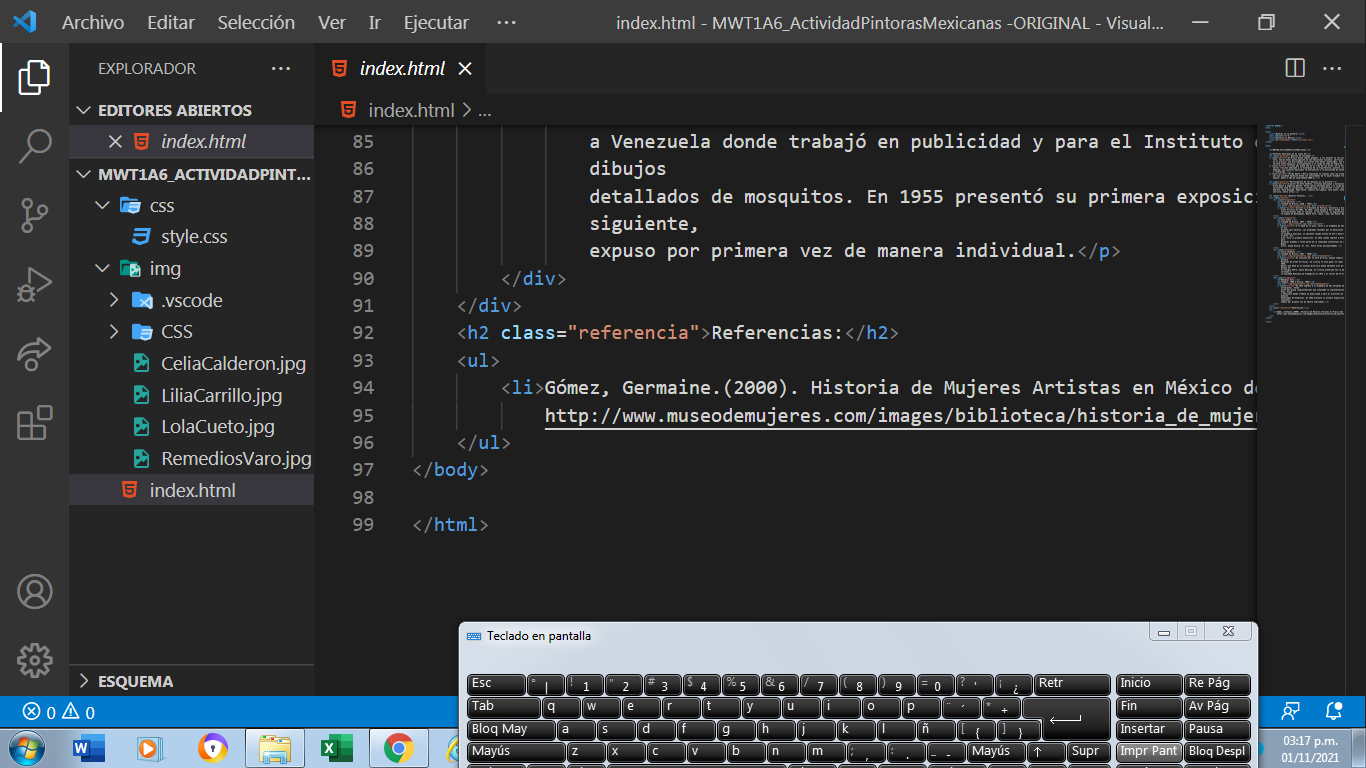 Archivo Editar Selección Ver Ir Ejecutar ··· index.html - MWT1A6_ActividadPintorasMexicanas -ORIGINAL - Visual...
EXPLORADOR ···
index.html
EDITORES ABIERTOS
index.html
MWT1A6_ACTIVIDADPINT...
css
style.css
img
.vscode
CSS
CeliaCalderon.jpg
LiliaCarrillo.jpg
LolaCueto.jpg
RemediosVaro.jpg
index.html
ESQUEMA
index.html > ...
85 a Venezuela donde trabajó en publicidad y para el Instituto
86 dibujos
87 detallados de mosquitos. En 1955 presentó su primera exposici
88 siguiente,
89 expuso por primera vez de manera individual.</p>
90 </div>
91 </div>
92 <h2 class="referencia">Referencias:</h2>
93 <ul>
94 <li>Gómez, Germaine.(2000). Historia de Mujeres Artistas en México de
95 http://www.museodemujeres.com/images/biblioteca/historia_de_mujer
96 </ul>
97 </body>
98
99 </html>
0 0
Teclado en pantalla
Esc ° | ! 1 " 2 # 3 $ 4 % 5 & 6 / 7 ( 8 ) 9 = 0 ? ' ¡ ¿ Retr Inicio Re Pág
Tab q w e r t y u i o p ¨ ´ * + Fin Av Pág
Bloq May a s d f g h j k l ñ [ { ] } Insertar Pausa
Mayús z x c v b n m ; , : . _ - Mayús ↑ Supr Impr Pant Bloq Despl
03:17 p.m.
01/11/2021